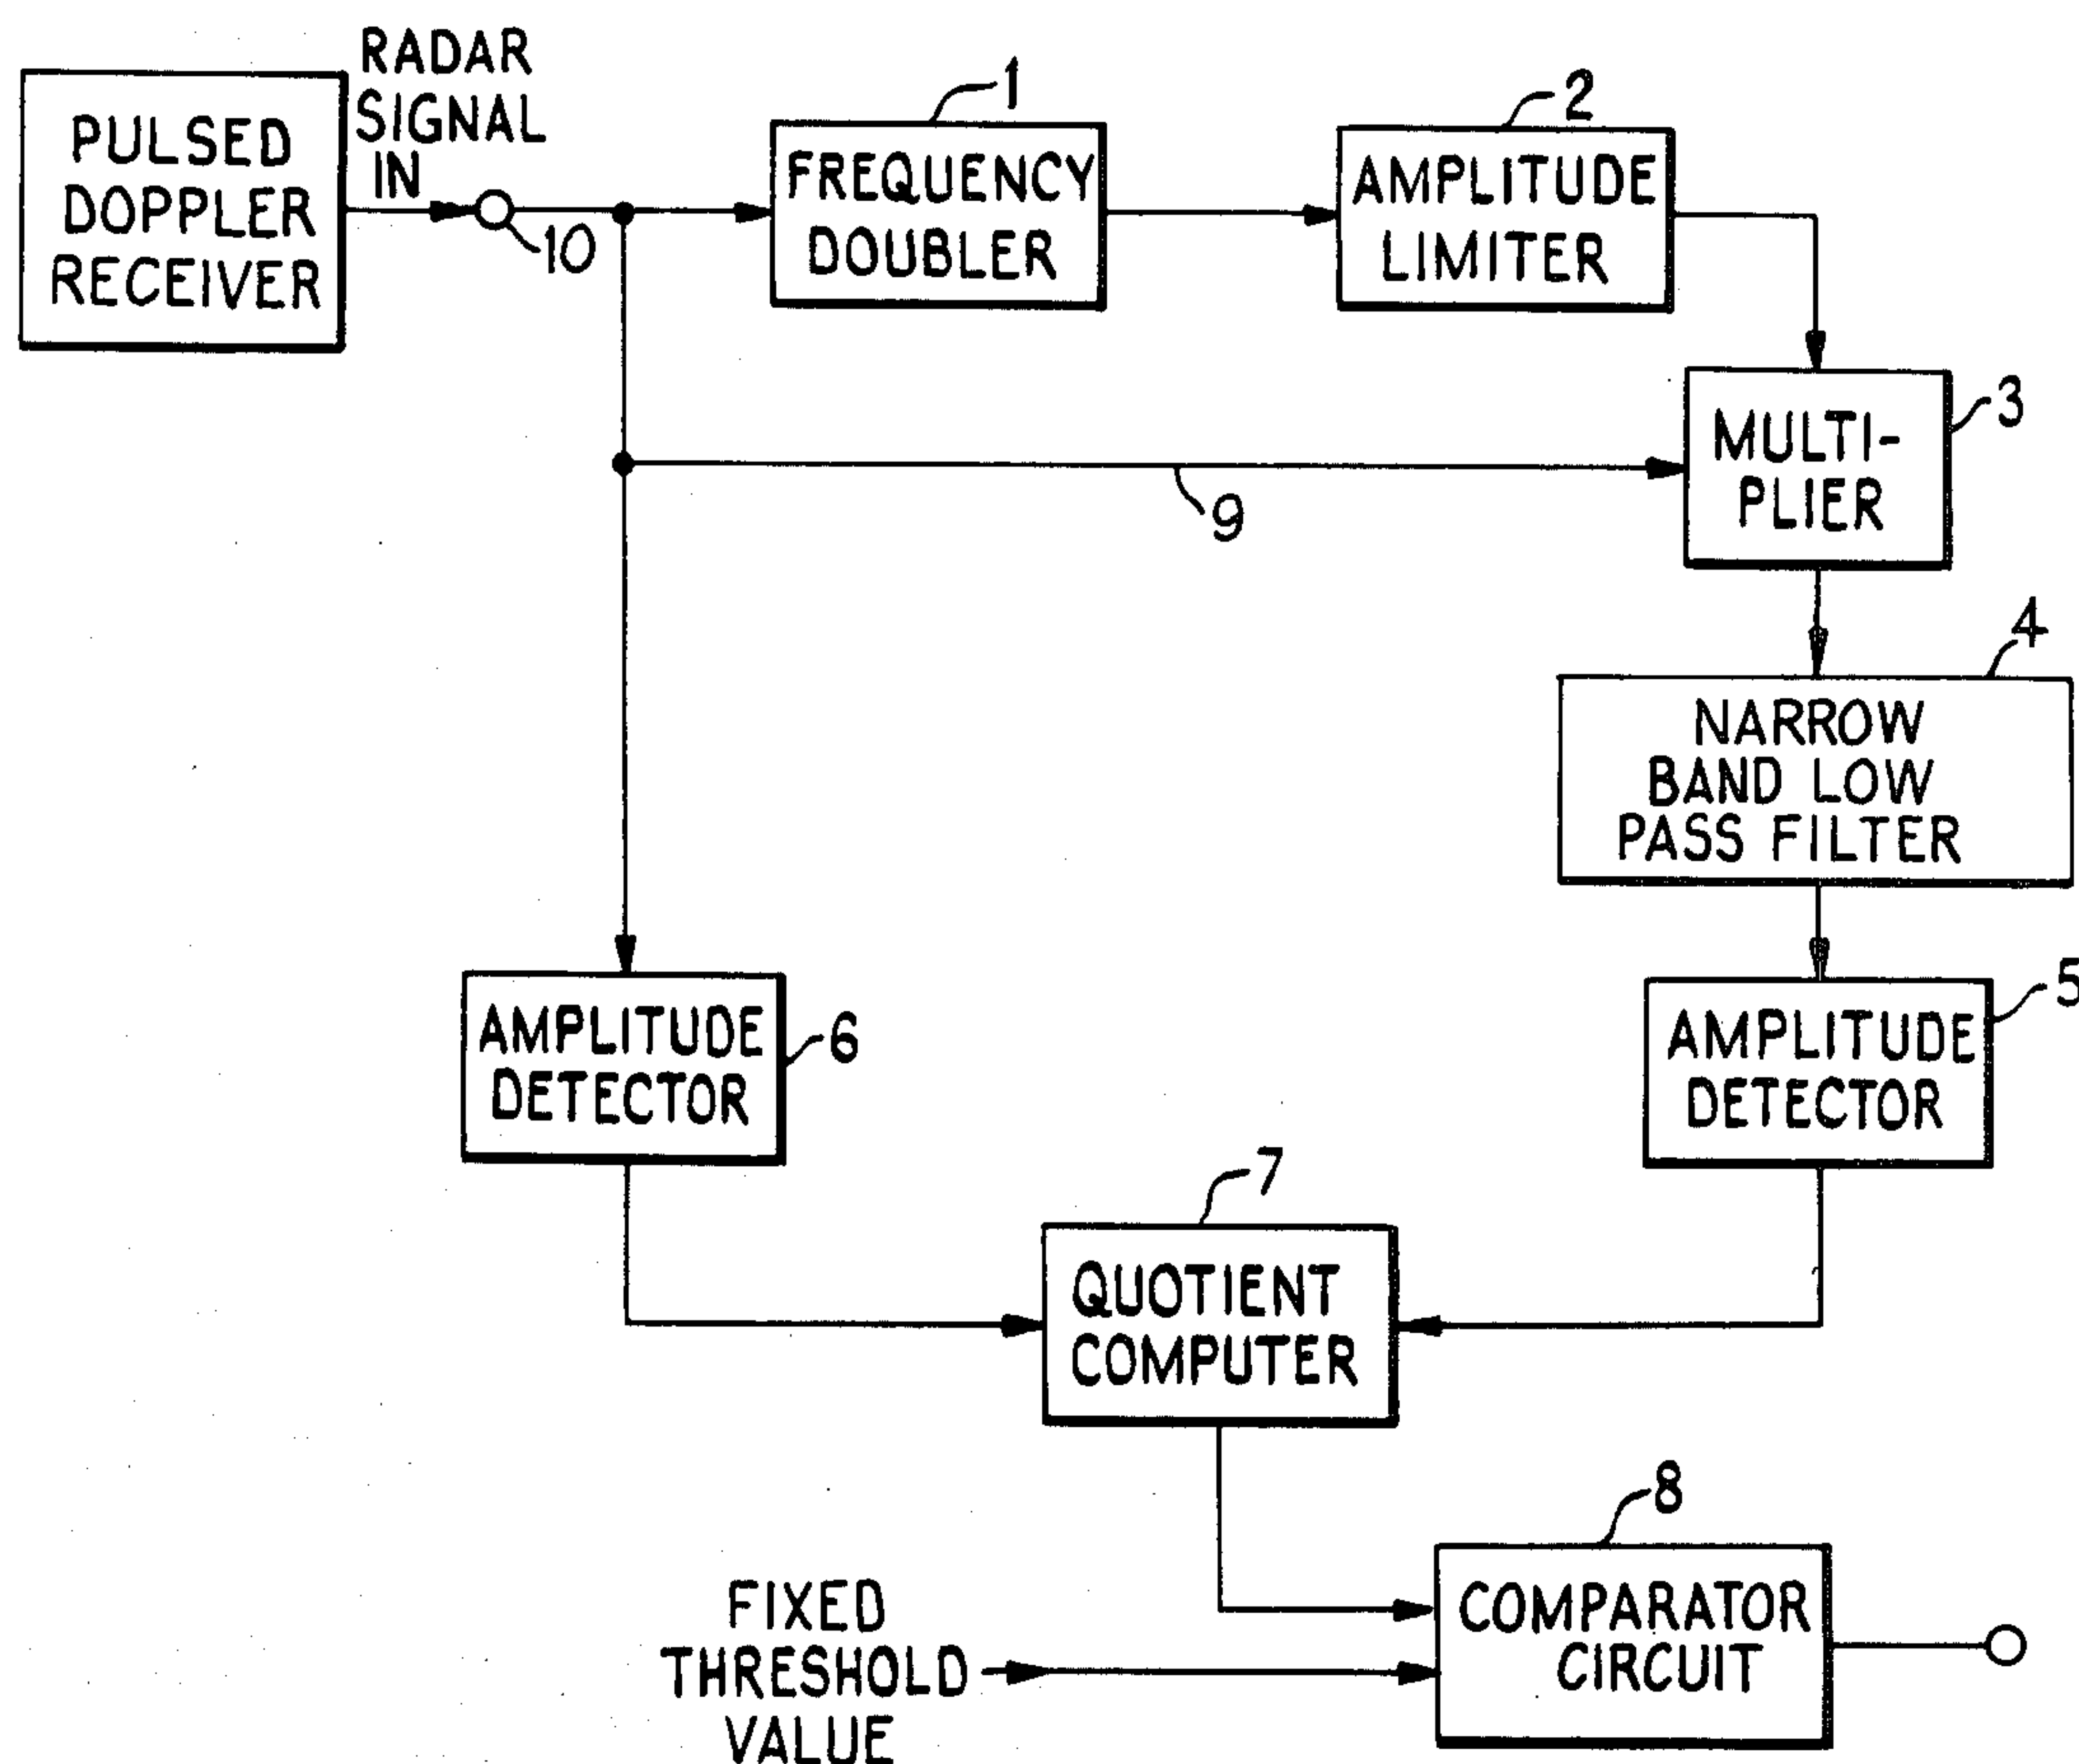 PULSED
DOPPLER
RECEIVER
RADAR
SIGNAL
IN
10
1
FREQUENCY
DOUBLER
2
AMPLITUDE
LIMITER
3
MULTI-
PLIER
9
4
NARROW
BAND LOW
PASS FILTER
5
AMPLITUDE
DETECTOR
6
AMPLITUDE
DETECTOR
7
QUOTIENT
COMPUTER
8
COMPARATOR
CIRCUIT
FIXED
THRESHOLD
VALUE